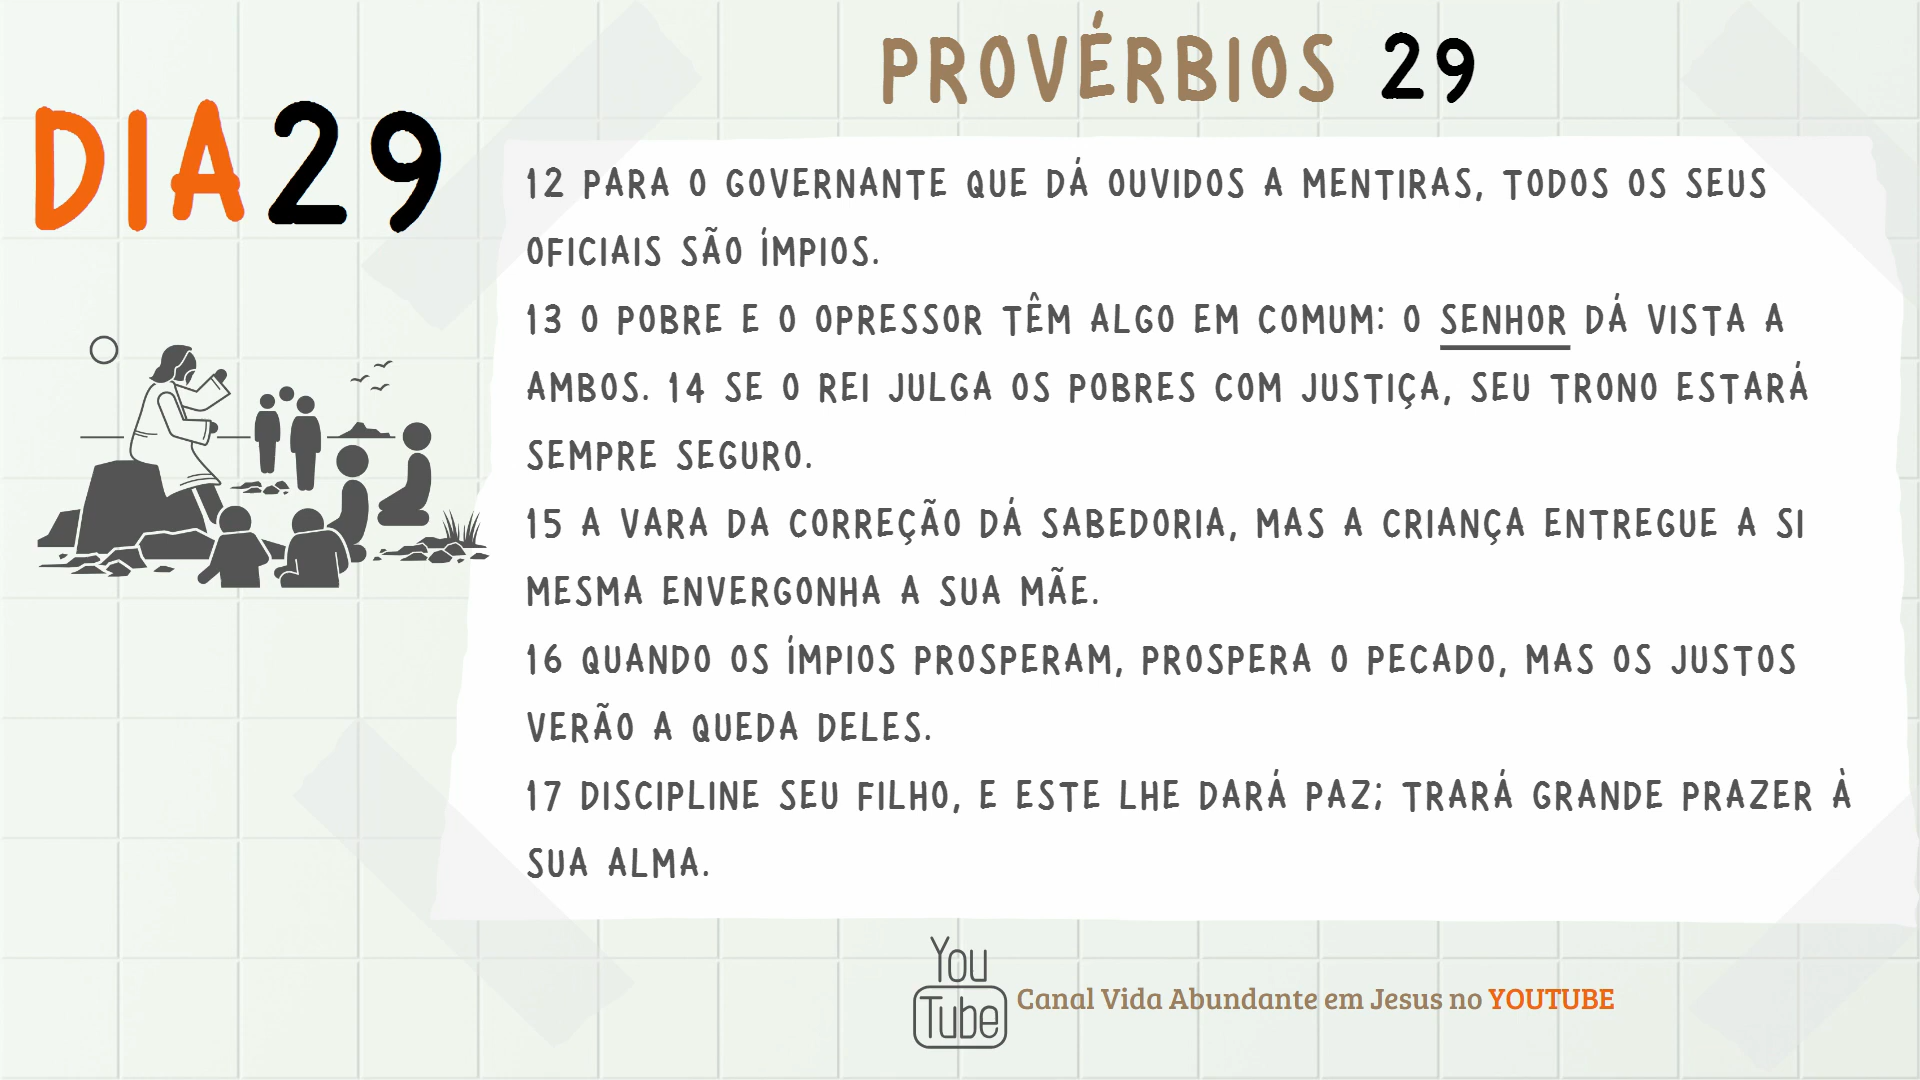 PROVÉRBIOS 29
DIA29
12 PARA O GOVERNANTE QUE DÁ OUVIDOS A MENTIRAS, TODOS OS SEUS
OFICIAIS SÃO ÍMPIOS.
13 O POBRE E O OPRESSOR TÊM ALGO EM COMUM: O SENHOR DÁ VISTA A
AMBOS. 14 SE O REI JULGA OS POBRES COM JUSTIÇA, SEU TRONO ESTARÁ
SEMPRE SEGURO.
15 A VARA DA CORREÇÃO DÁ SABEDORIA, MAS A CRIANÇA ENTREGUE A SI
MESMA ENVERGONHA A SUA MÃE.
16 QUANDO OS ÍMPIOS PROSPERAM, PROSPERA O PECADO, MAS OS JUSTOS
VERÃO A QUEDA DELES.
17 DISCIPLINE SEU FILHO, E ESTE LHE DARÁ PAZ; TRARÁ GRANDE PRAZER À
SUA ALMA.
You
Tube
Canal Vida Abundante em Jesus no YOUTUBE